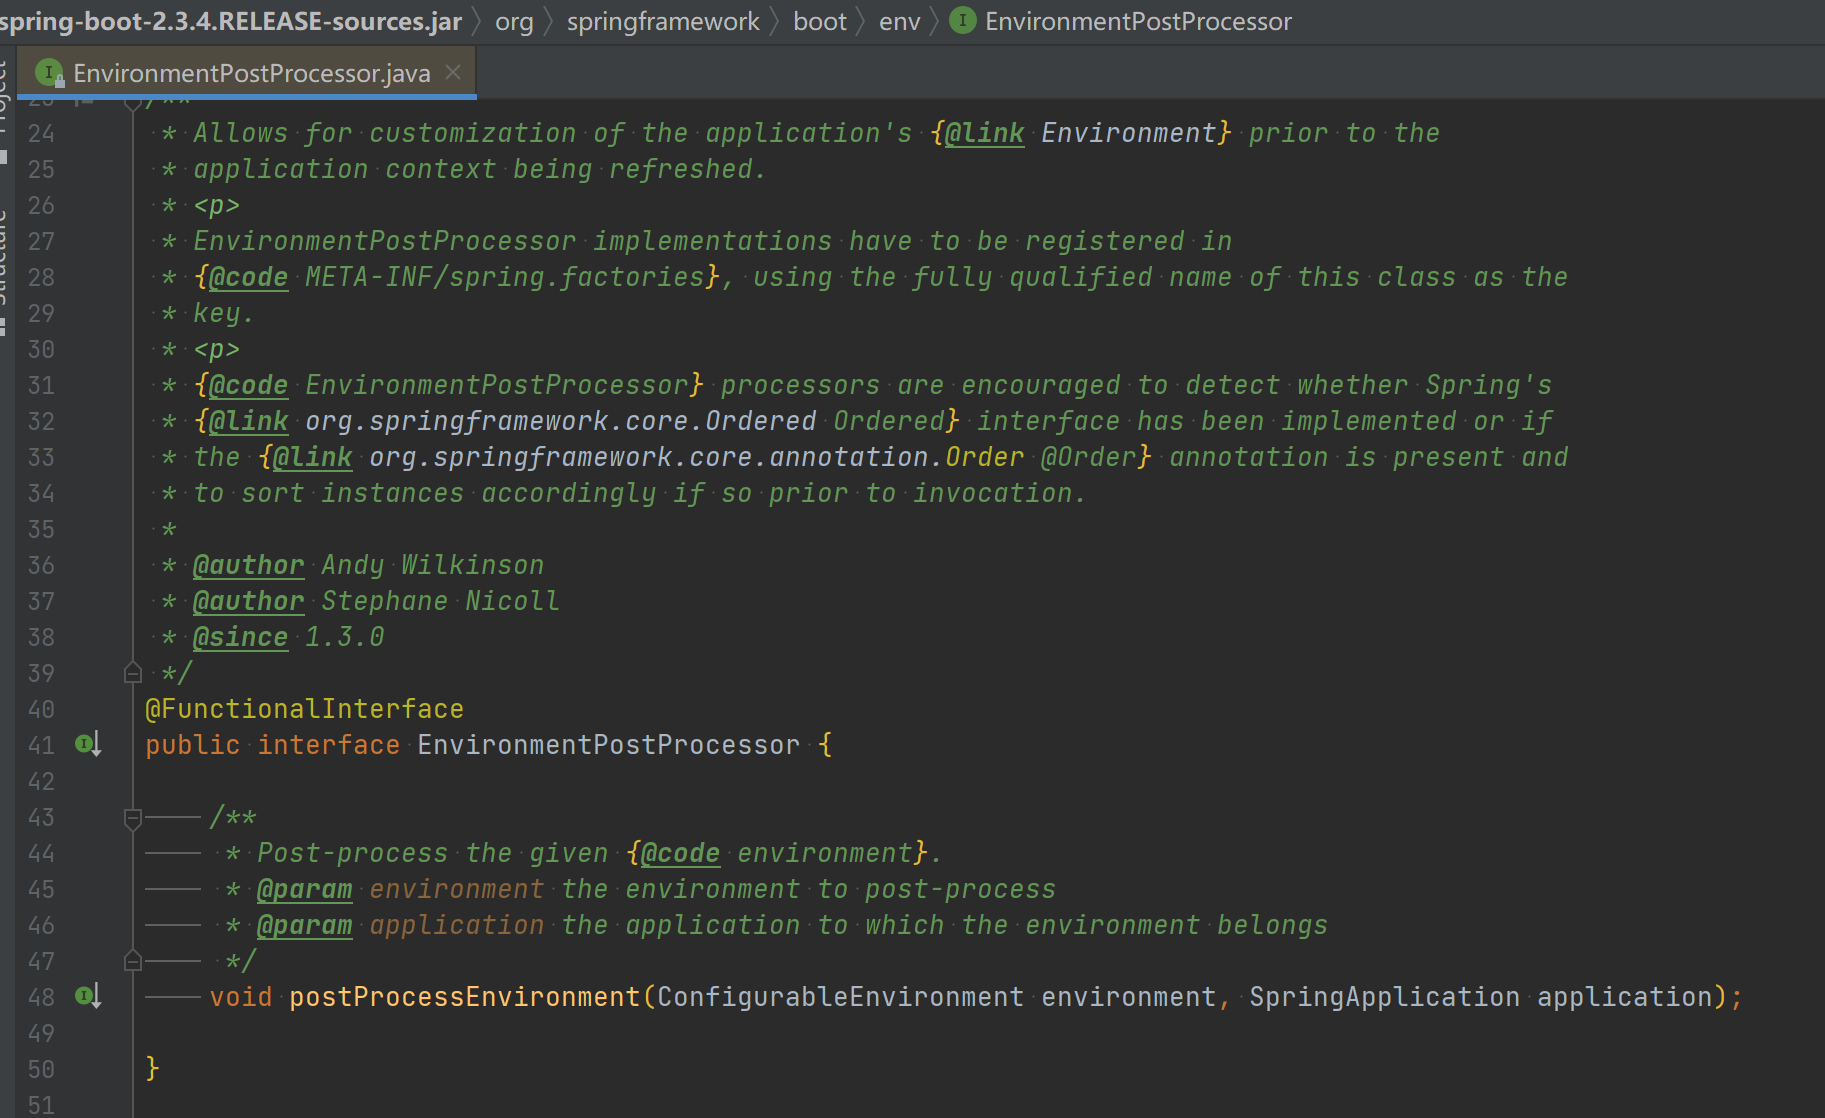 spring-boot-2.3.4.RELEASE-sources.jar org springframework boot env I EnvironmentPostProcessor
I EnvironmentPostProcessor.java
Project
Structure
/**
24 * Allows for customization of the application's {@link Environment} prior to the
25 * application context being refreshed.
26 * <p>
27 * EnvironmentPostProcessor implementations have to be registered in
28 * {@code META-INF/spring.factories}, using the fully qualified name of this class as the
29 * key.
30 * <p>
31 * {@code EnvironmentPostProcessor} processors are encouraged to detect whether Spring's
32 * {@link org.springframework.core.Ordered Ordered} interface has been implemented or if
33 * the {@link org.springframework.core.annotation.Order @Order} annotation is present and
34 * to sort instances accordingly if so prior to invocation.
35 *
36 * @author Andy Wilkinson
37 * @author Stephane Nicoll
38 * @since 1.3.0
39 */
40 @FunctionalInterface
41 public interface EnvironmentPostProcessor {
42
43 /**
44 * Post-process the given {@code environment}.
45 * @param environment the environment to post-process
46 * @param application the application to which the environment belongs
47 */
48 void postProcessEnvironment(ConfigurableEnvironment environment, SpringApplication application);
49
50 }
51